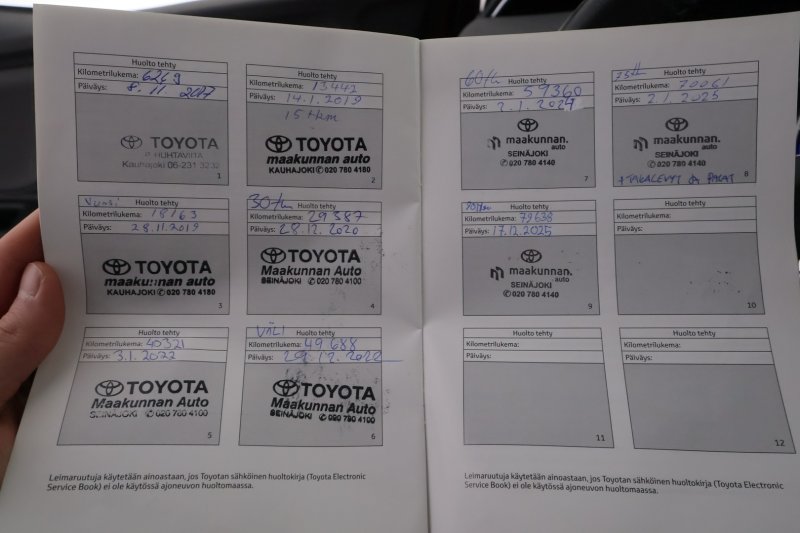 Huolto tehty
Kilometrilukema: 6269
Päiväys: 8.11 2017
TOYOTA
HUHTAVIITA
Kauhajoki 06-231 3232
1
Huolto tehty
Kilometrilukema: 13442
Päiväys: 14.1.2019
15 tkm
TOYOTA
maakunnan auto
KAUHAJOKI ✆ 020 780 4180
2
Vuosi
Huolto tehty
Kilometrilukema: 18163
Päiväys: 28.11.2019
TOYOTA
maakunnan auto
KAUHAJOKI ✆ 020 780 4180
3
30 tkm
Huolto tehty
Kilometrilukema: 29387
Päiväys: 28.12.2020
TOYOTA
Maakunnan Auto
SEINÄJOKI ✆ 020 780 4100
4
Huolto tehty
Kilometrilukema: 40321
Päiväys: 3.1.2022
TOYOTA
Maakunnan Auto
SEINÄJOKI ✆ 020 780 4100
5
VÄLI
Huolto tehty
Kilometrilukema: 49688
Päiväys: 29.12.2022
TOYOTA
Maakunnan Auto
SEINÄJOKI ✆ 020 780 4100
6
Leimaruutuja käytetään ainoastaan, jos Toyotan sähköinen huoltokirja (Toyota Electronic
Service Book) ei ole käytössä ajoneuvon huoltomaassa.
Huolto tehty
Kilometrilukema: 59360
Päiväys: 2.1.2024
maakunnan.
auto
SEINÄJOKI
✆ 020 780 4140
7
75th
Huolto tehty
Kilometrilukema: 70061
Päiväys: 2.1.2025
maakunnan.
auto
SEINÄJOKI
✆ 020 780 4140
8
+TAKALEVYT JA PALAT
Huolto tehty
Kilometrilukema: 79638
Päiväys: 17.12.2025
maakunnan.
auto
SEINÄJOKI
✆ 020 780 4140
9
Huolto tehty
Kilometrilukema:
Päiväys:
10
Huolto tehty
Kilometrilukema:
Päiväys:
11
Huolto tehty
Kilometrilukema:
Päiväys:
12
Leimaruutuja käytetään ainoastaan, jos Toyotan sähköinen huoltokirja (Toyota Electronic
Service Book) ei ole käytössä ajoneuvon huoltomaassa.